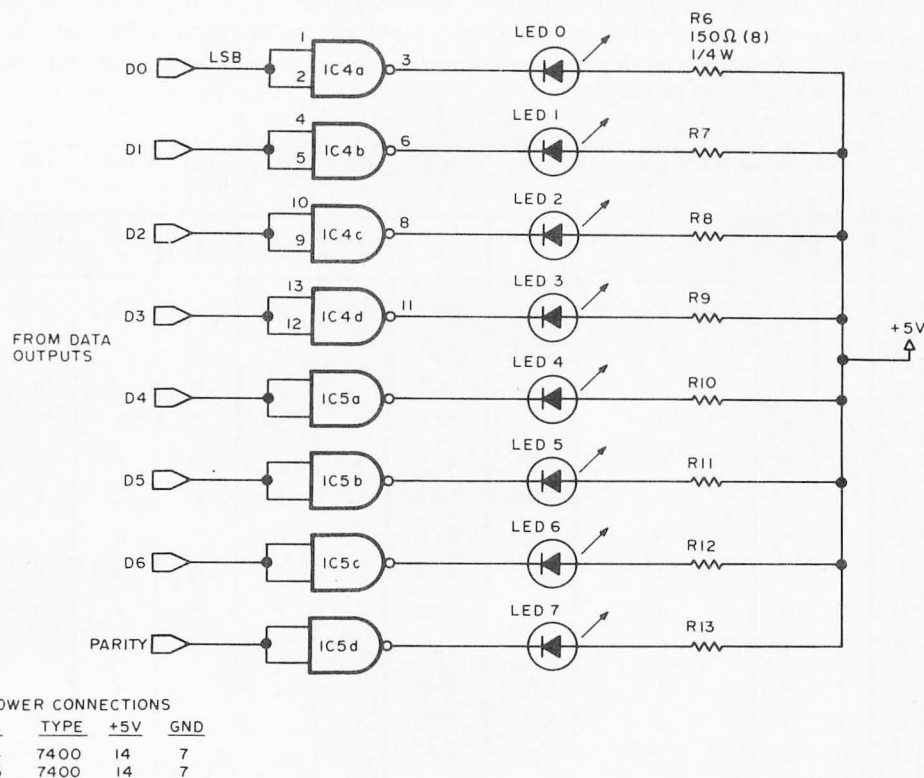 LED 0
R6
150Ω (8)
1/4 W
D0 LSB 1 2 IC4a 3
LED 1
D1 4 5 IC4b 6 R7
LED 2
D2 10 9 IC4c 8 R8
LED 3
D3 13 12 IC4d 11 R9
FROM DATA
OUTPUTS
+5V
LED 4
D4 IC5a R10
LED 5
D5 IC5b R11
LED 6
D6 IC5c R12
LED 7
PARITY IC5d R13
OWER CONNECTIONS
TYPE +5V GND
7400 14 7
7400 14 7